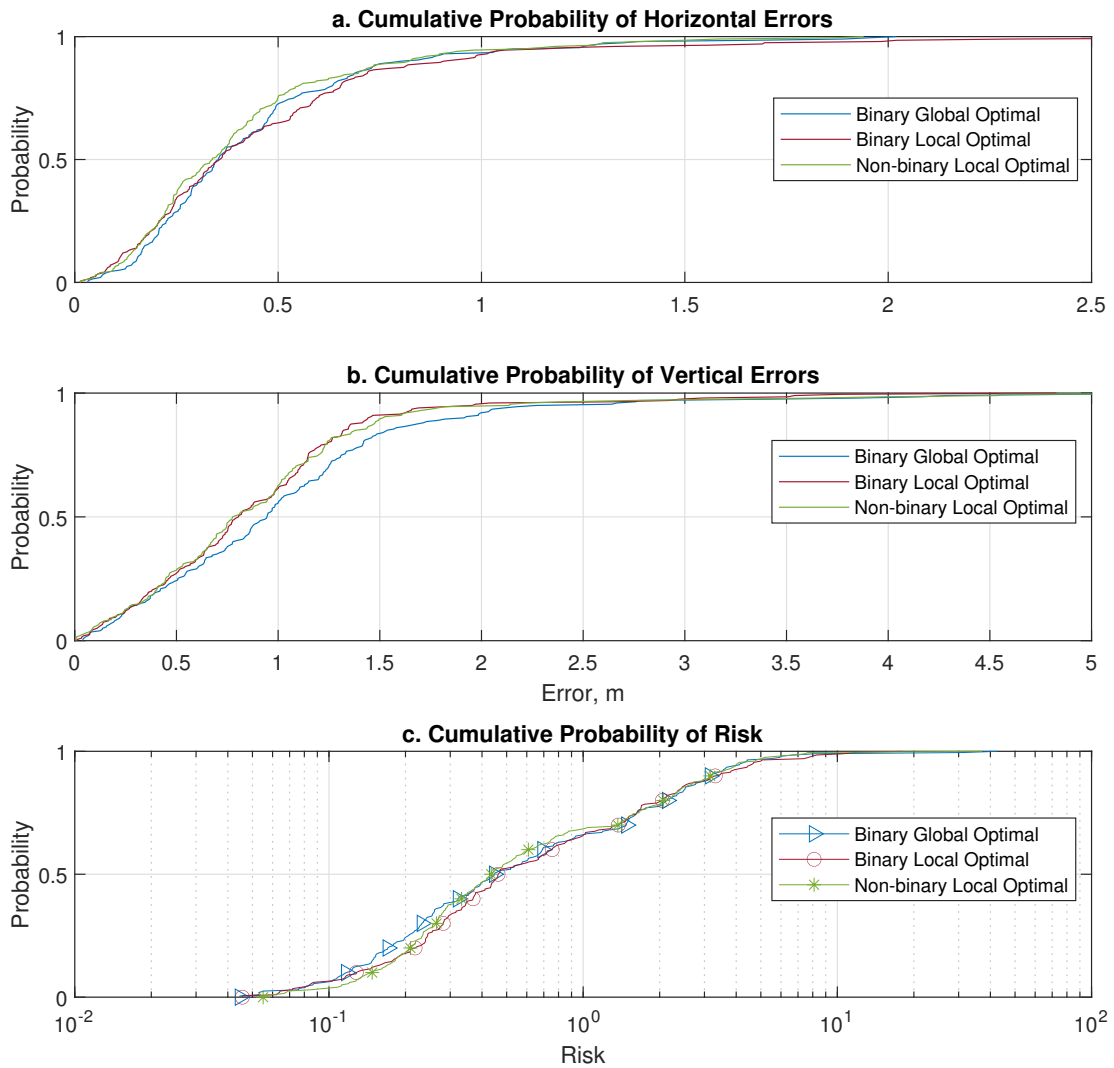 a. Cumulative Probability of Horizontal Errors
Probability
1
0.5
0
0 0.5 1 1.5 2 2.5
Binary Global Optimal
Binary Local Optimal
Non-binary Local Optimal
b. Cumulative Probability of Vertical Errors
Probability
1
0.5
0
0 0.5 1 1.5 2 2.5 3 3.5 4 4.5 5
Error, m
Binary Global Optimal
Binary Local Optimal
Non-binary Local Optimal
c. Cumulative Probability of Risk
Probability
1
0.5
0
10^-2 10^-1 10^0 10^1 10^2
Risk
Binary Global Optimal
Binary Local Optimal
Non-binary Local Optimal